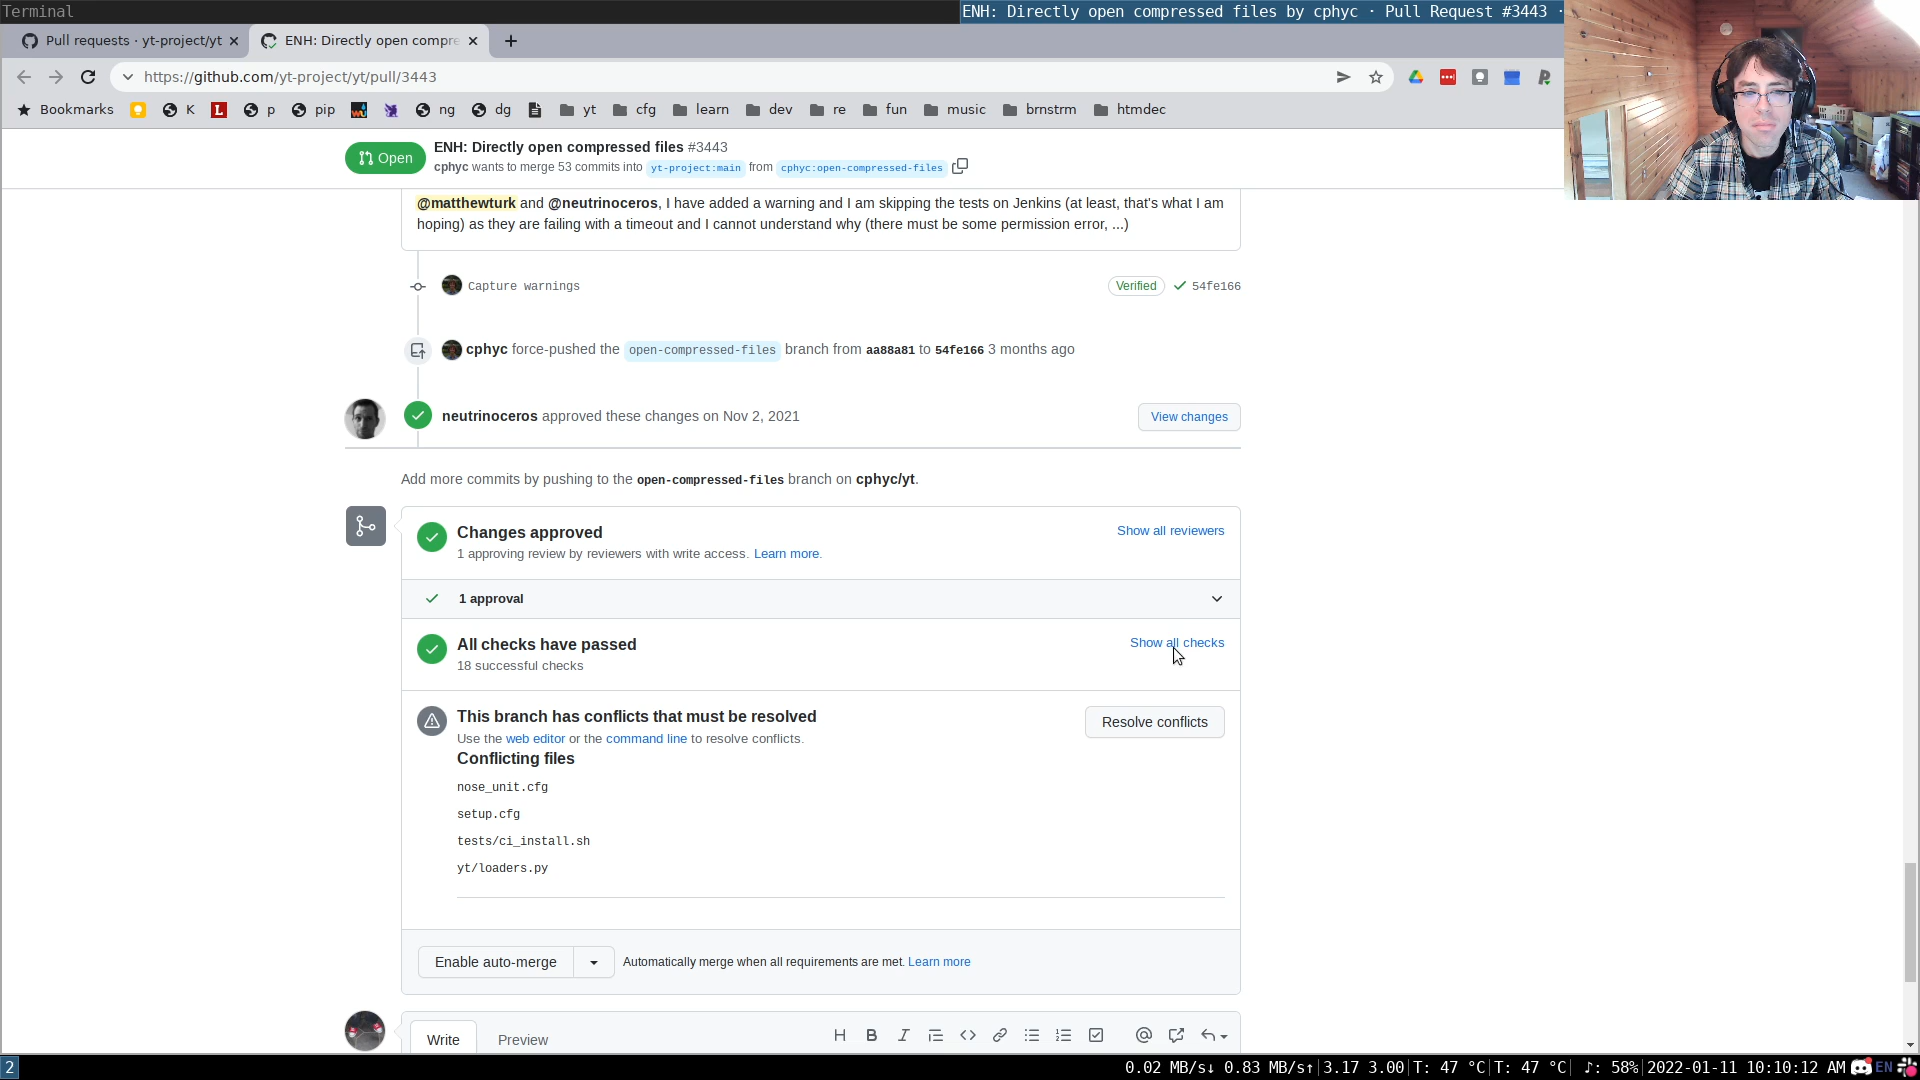 Terminal
ENH: Directly open compressed files by cphyc · Pull Request #3443 ·
Pull requests · yt-project/yt
ENH: Directly open compre
https://github.com/yt-project/yt/pull/3443
Bookmarks K L p pip ng dg yt cfg learn dev re fun music brnstrm htmdec
Open
ENH: Directly open compressed files #3443
cphyc wants to merge 53 commits into yt-project:main from cphyc:open-compressed-files
@matthewturk and @neutrinoceros, I have added a warning and I am skipping the tests on Jenkins (at least, that's what I am
hoping) as they are failing with a timeout and I cannot understand why (there must be some permission error, ...)
Capture warnings Verified 54fe166
cphyc force-pushed the open-compressed-files branch from aa88a81 to 54fe166 3 months ago
neutrinoceros approved these changes on Nov 2, 2021 View changes
Add more commits by pushing to the open-compressed-files branch on cphyc/yt.
Changes approved Show all reviewers
1 approving review by reviewers with write access. Learn more.
1 approval
All checks have passed Show all checks
18 successful checks
This branch has conflicts that must be resolved Resolve conflicts
Use the web editor or the command line to resolve conflicts.
Conflicting files
nose_unit.cfg
setup.cfg
tests/ci_install.sh
yt/loaders.py
Enable auto-merge Automatically merge when all requirements are met. Learn more
Write Preview H B I @
2 0.02 MB/s↓ 0.83 MB/s↑ 3.17 3.00 T: 47 °C T: 47 °C ♪: 58% 2022-01-11 10:10:12 AM EN